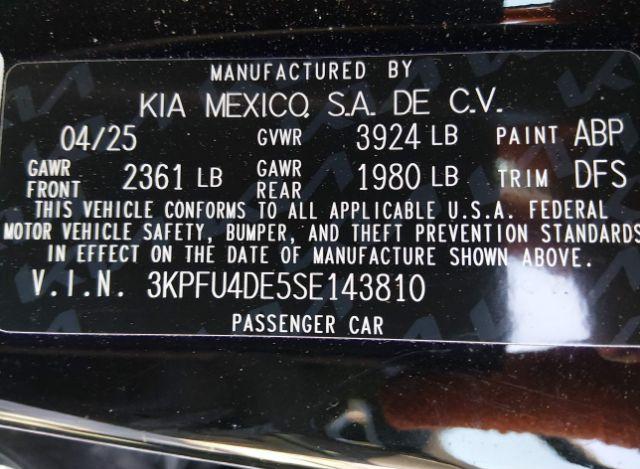 MANUFACTURED BY
KIA MEXICO, S.A. DE C.V.
04/25 GVWR 3924 LB PAINT ABP
GAWR FRONT 2361 LB GAWR REAR 1980 LB TRIM DFS
THIS VEHICLE CONFORMS TO ALL APPLICABLE U.S.A. FEDERAL
MOTOR VEHICLE SAFETY, BUMPER, AND THEFT PREVENTION STANDARDS
IN EFFECT ON THE DATE OF MANUFACTURE SHOWN ABOVE.
V.I.N. 3KPFU4DE5SE143810
PASSENGER CAR